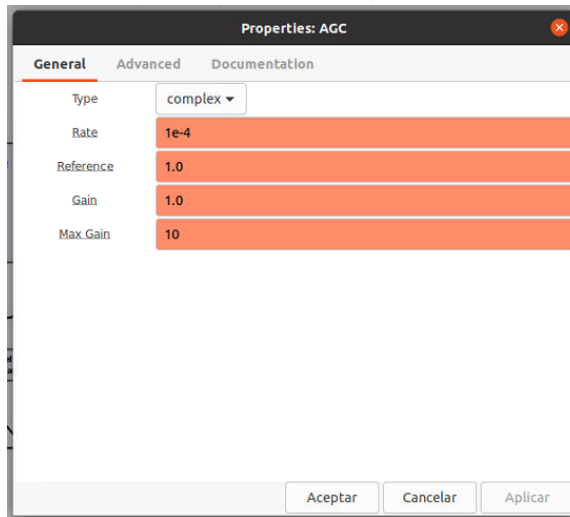 Properties: AGC
General Advanced Documentation
Type complex
Rate 1e-4
Reference 1.0
Gain 1.0
Max Gain 10
Aceptar Cancelar Aplicar